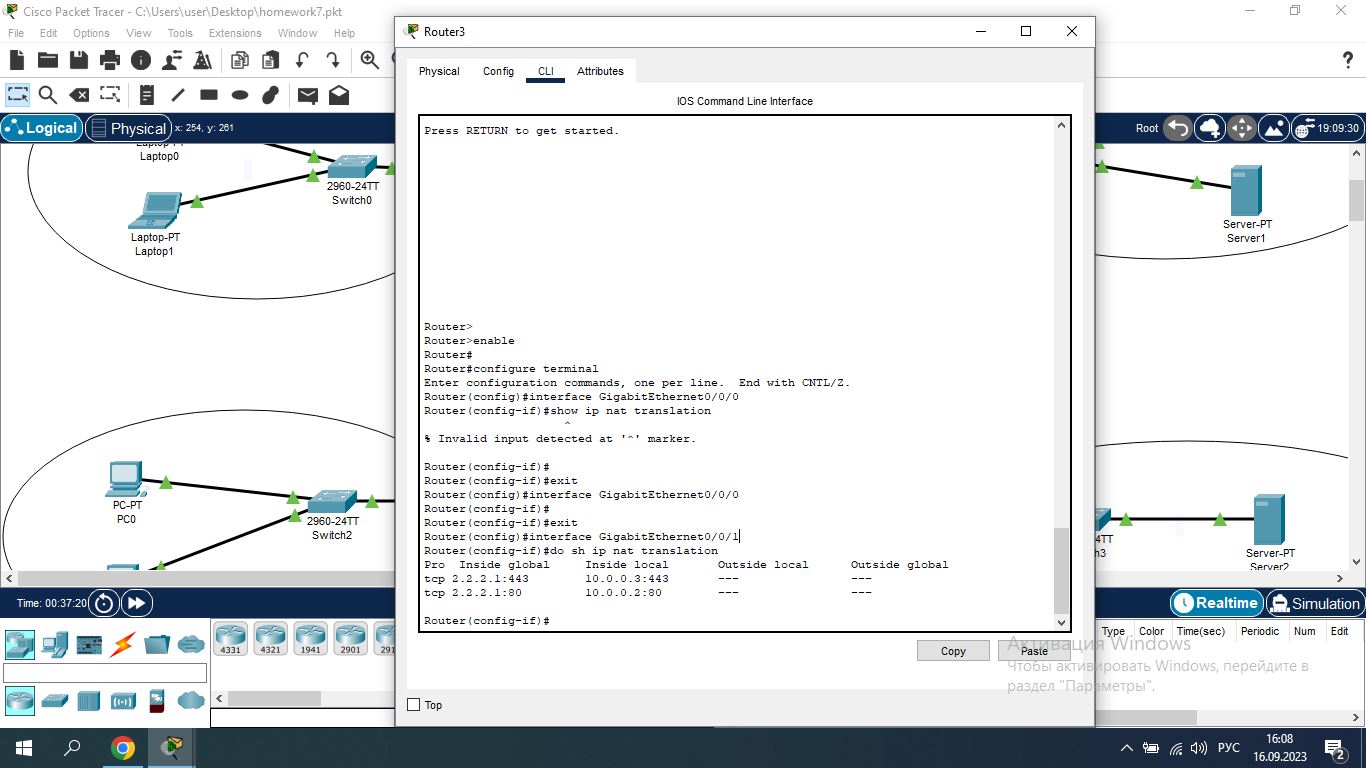 Cisco Packet Tracer - C:\Users\user\Desktop\homework7.pkt
File Edit Options View Tools Extensions Window Help
Logical
Physical
x: 254, y: 261
Root
19:09:30
Laptop0
2960-24TT
Switch0
Laptop-PT
Laptop1
Server-PT
Server1
PC-PT
PC0
2960-24TT
Switch2
Server-PT
Server2
Router3
Physical Config CLI Attributes
IOS Command Line Interface
Press RETURN to get started.
Router>
Router>enable
Router#
Router#configure terminal
Enter configuration commands, one per line.  End with CNTL/Z.
Router(config)#interface GigabitEthernet0/0/0
Router(config-if)#show ip nat translation
^
% Invalid input detected at '^' marker.
Router(config-if)#
Router(config-if)#exit
Router(config)#interface GigabitEthernet0/0/0
Router(config-if)#
Router(config-if)#exit
Router(config)#interface GigabitEthernet0/0/1
Router(config-if)#do sh ip nat translation
Pro  Inside global     Inside local       Outside local      Outside global
tcp 2.2.2.1:443        10.0.0.3:443       ---                ---
tcp 2.2.2.1:80         10.0.0.2:80        ---                ---
Router(config-if)#
Copy
Paste
Top
Time: 00:37:20
Realtime
Simulation
4331 4321 1941 2901
Type Color Time(sec) Periodic Num Edit
Активация Windows
Чтобы активировать Windows, перейдите в
раздел "Параметры".
РУС
16:08
16.09.2023
2